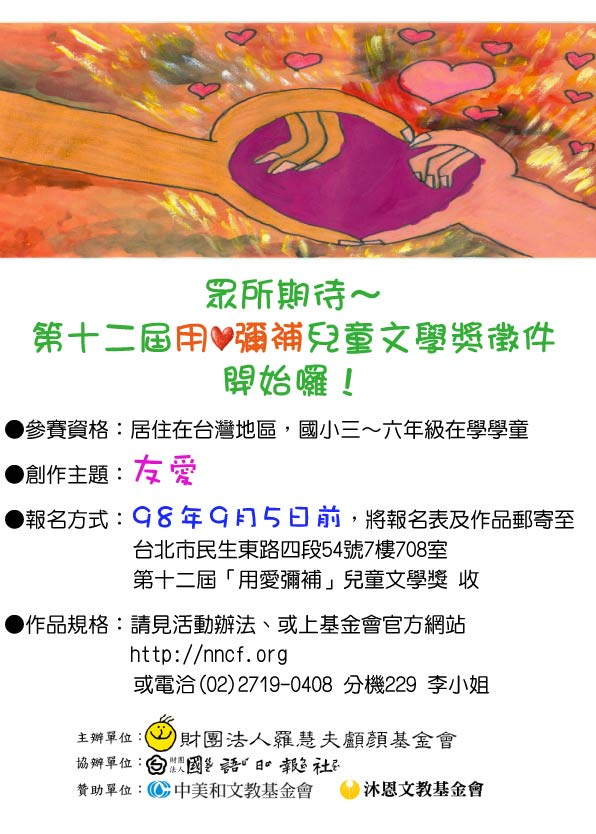 眾所期待～
第十二屆用❤彌補兒童文學獎徵件
開始囉！
●參賽資格：居住在台灣地區，國小三～六年級在學學童
●創作主題：友愛
●報名方式：98年9月5日前，將報名表及作品郵寄至
台北市民生東路四段54號7樓708室
第十二屆「用愛彌補」兒童文學獎 收
●作品規格：請見活動辦法、或上基金會官方網站
http://nncf.org
或電洽(02)2719-0408 分機229 李小姐
主辦單位：財團法人羅慧夫顱顏基金會
協辦單位：財團法人國語日報社
贊助單位：中美和文教基金會 沐恩文教基金會